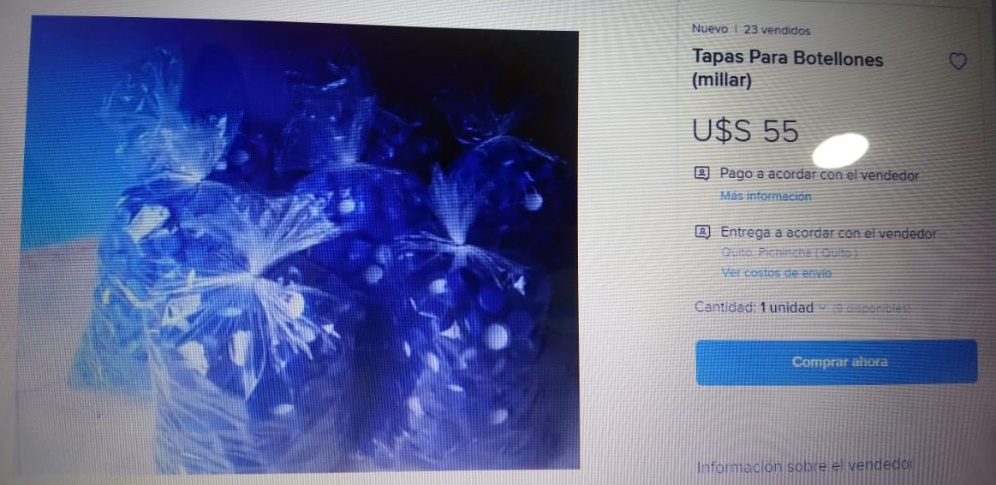 Nuevo | 23 vendidos
Tapas Para Botellones
(millar)
U$S 55
Pago a acordar con el vendedor
Más información
Entrega a acordar con el vendedor
Quito, Pichincha ( Quito )
Ver costos de envío
Cantidad: 1 unidad (9 disponibles)
Comprar ahora
Información sobre el vendedor